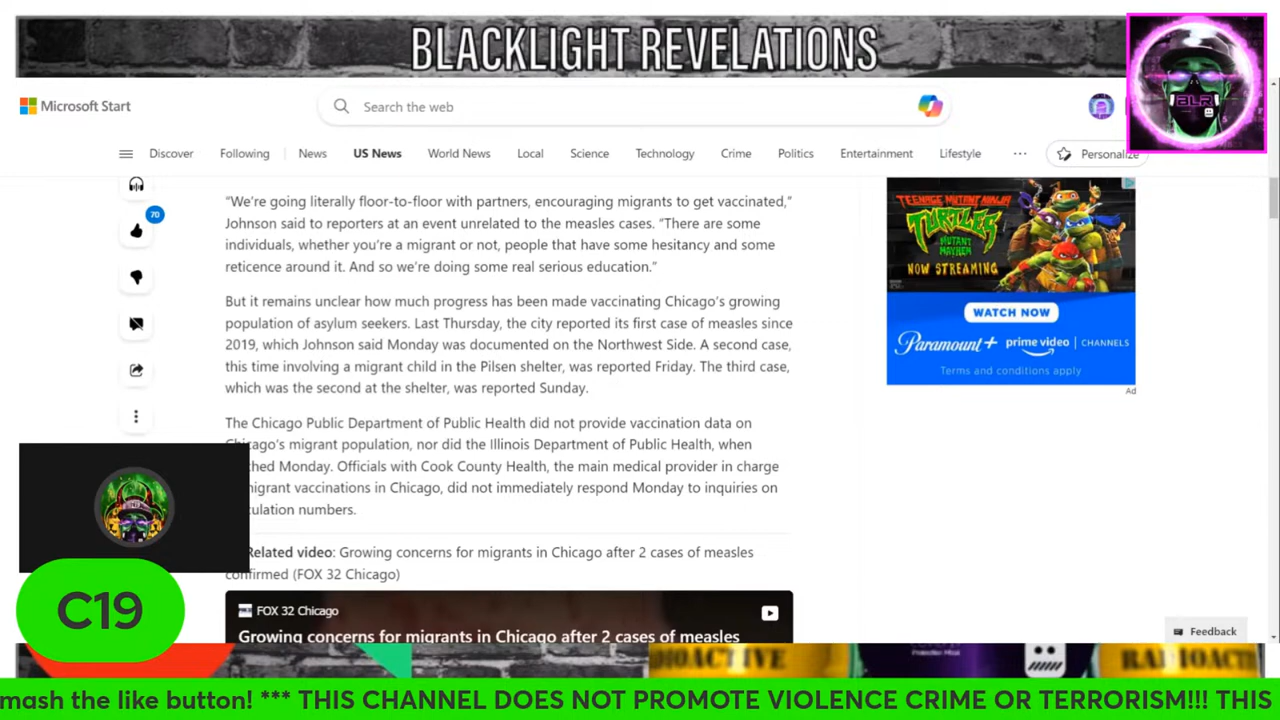 BLACKLIGHT REVELATIONS
BLR
Microsoft Start
Search the web
Discover
Following
News
US News
World News
Local
Science
Technology
Crime
Politics
Entertainment
Lifestyle
Personalize
70
“We’re going literally floor-to-floor with partners, encouraging migrants to get vaccinated,”
Johnson said to reporters at an event unrelated to the measles cases. “There are some
individuals, whether you’re a migrant or not, people that have some hesitancy and some
reticence around it. And so we’re doing some real serious education.”
But it remains unclear how much progress has been made vaccinating Chicago’s growing
population of asylum seekers. Last Thursday, the city reported its first case of measles since
2019, which Johnson said Monday was documented on the Northwest Side. A second case,
this time involving a migrant child in the Pilsen shelter, was reported Friday. The third case,
which was the second at the shelter, was reported Sunday.
The Chicago Public Department of Public Health did not provide vaccination data on
Chicago’s migrant population, nor did the Illinois Department of Public Health, when
hed Monday. Officials with Cook County Health, the main medical provider in charge
igrant vaccinations in Chicago, did not immediately respond Monday to inquiries on
culation numbers.
Related video: Growing concerns for migrants in Chicago after 2 cases of measles
confirmed (FOX 32 Chicago)
FOX 32 Chicago
Growing concerns for migrants in Chicago after 2 cases of measles
TEENAGE MUTANT NINJA
TURTLES
MUTANT
MAYHEM
NOW STREAMING
WATCH NOW
Paramount+ prime video | CHANNELS
Terms and conditions apply
Ad
Feedback
C19
RADIOACTIVE
RADIOACT
mash the like button! *** THIS CHANNEL DOES NOT PROMOTE VIOLENCE CRIME OR TERRORISM!!! THIS